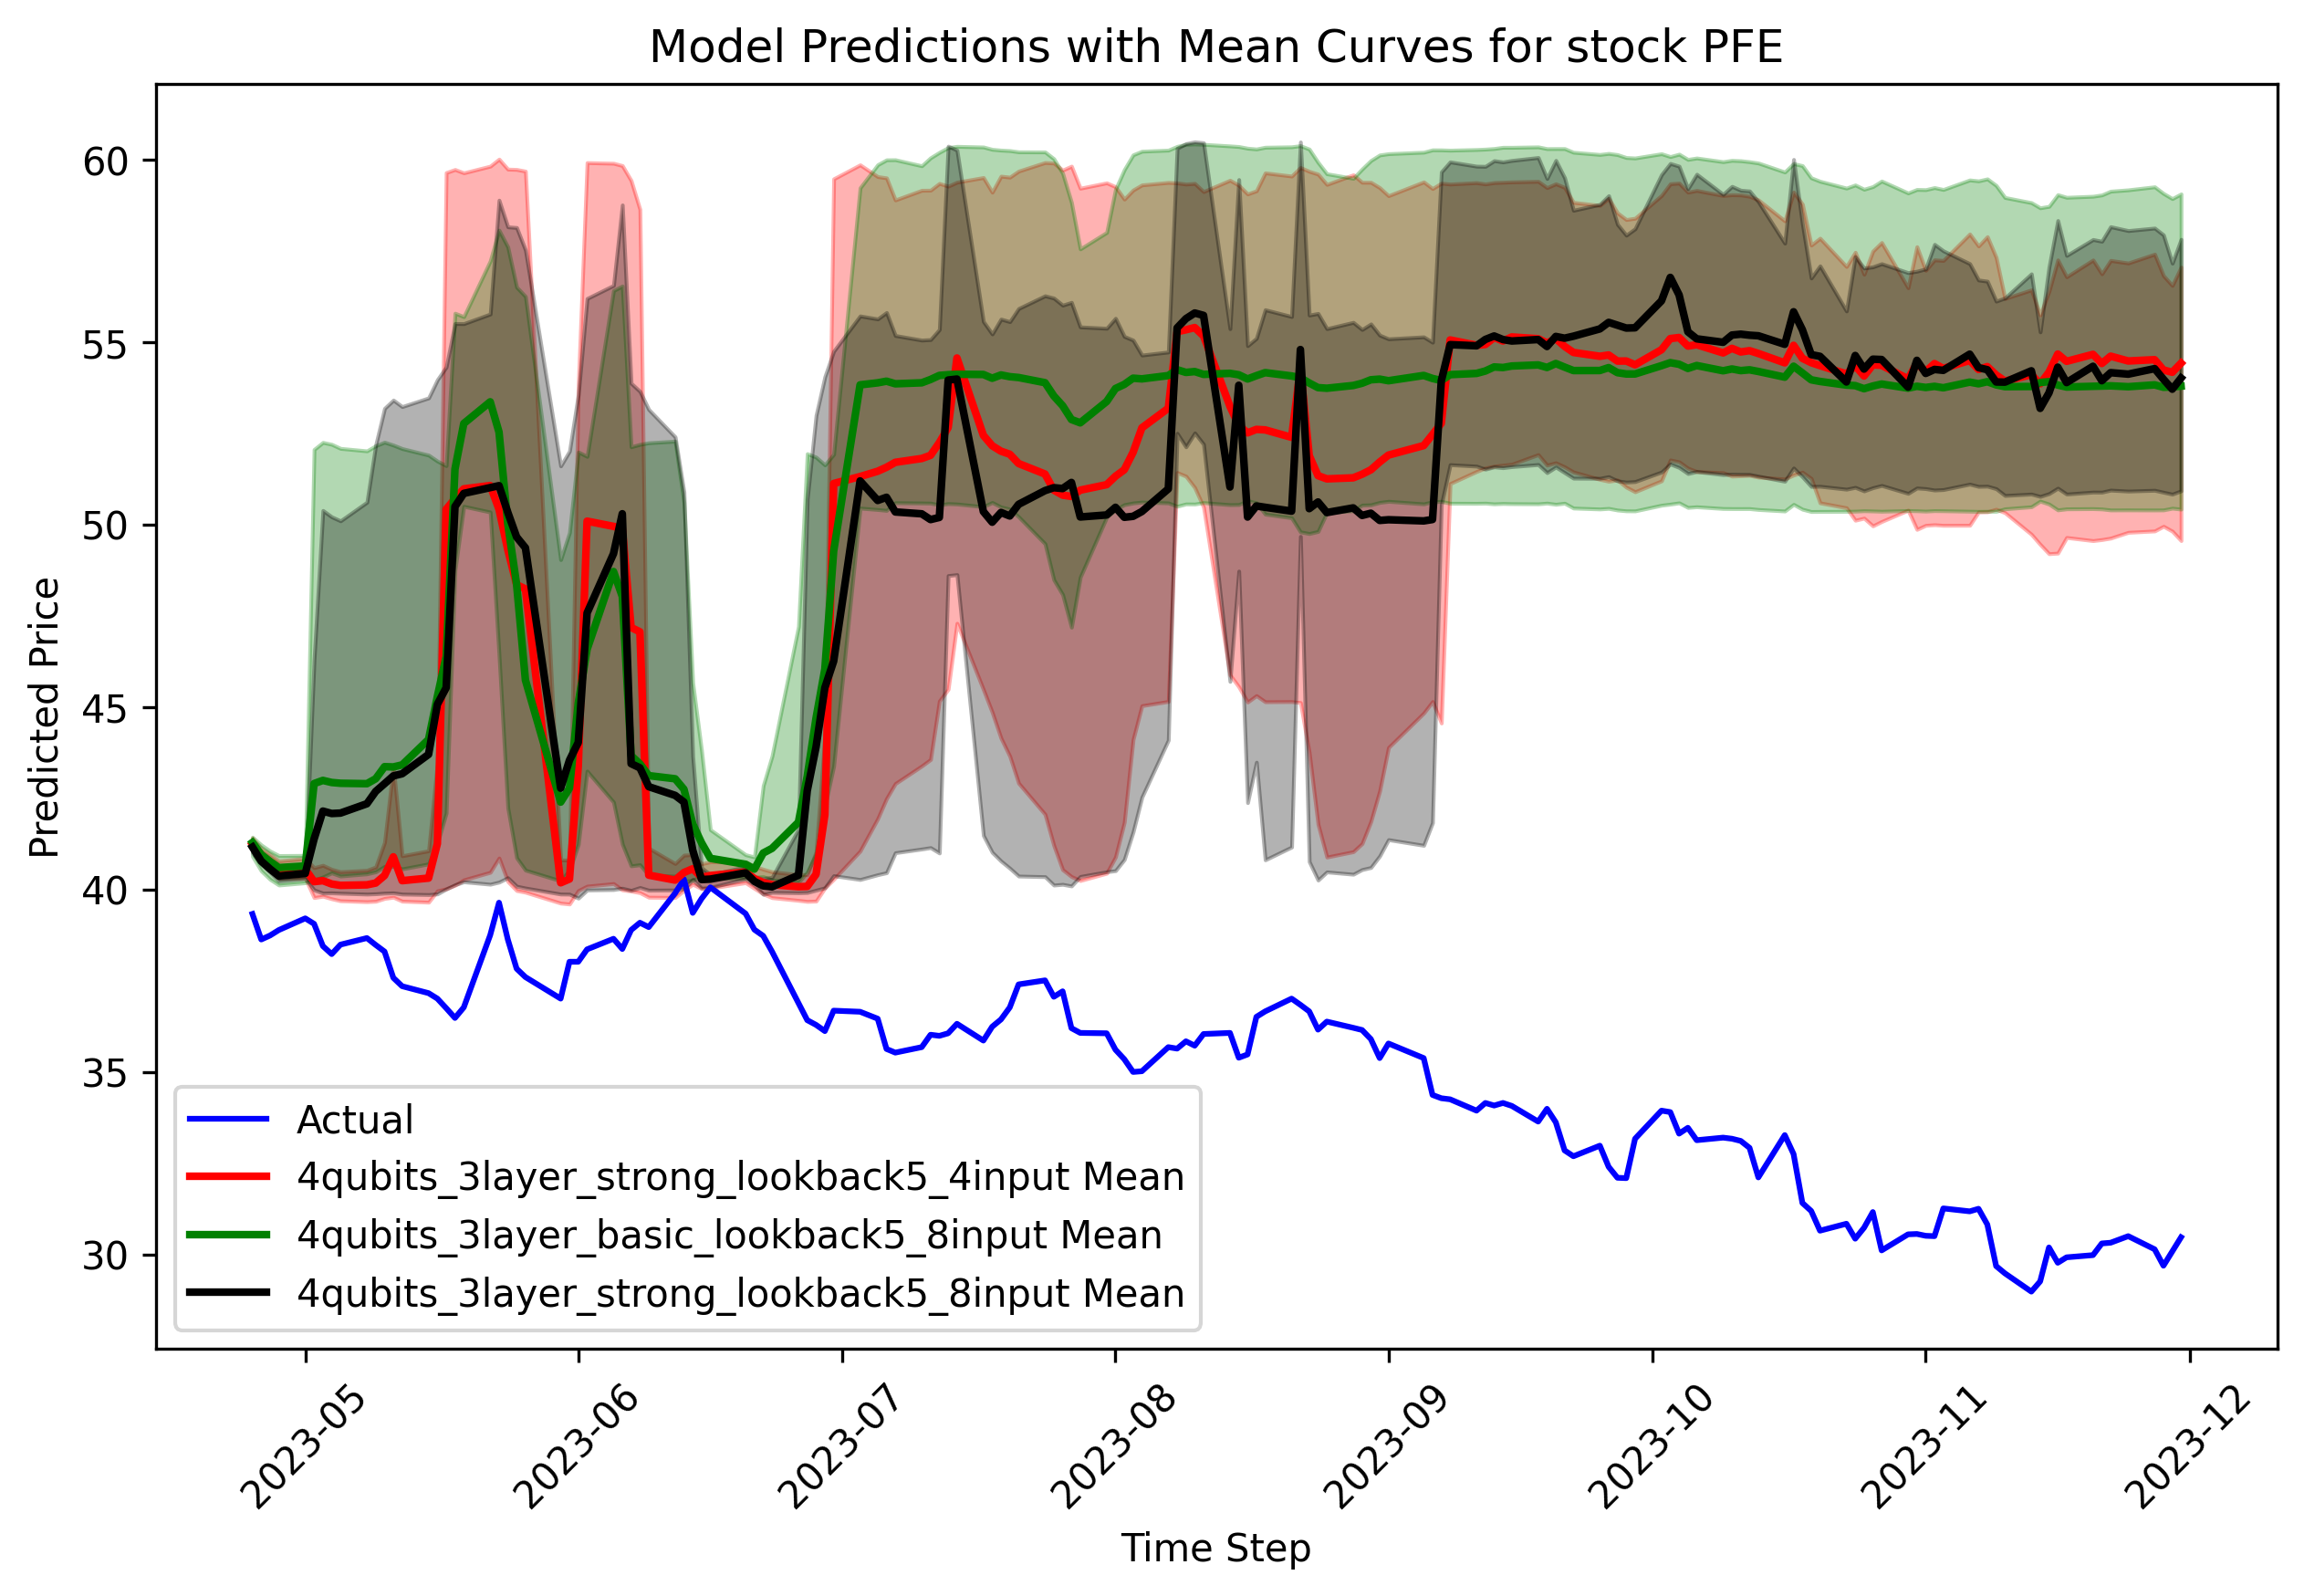 Model Predictions with Mean Curves for stock PFE
Predicted Price
60
55
50
45
40
35
30
Actual
4qubits_3layer_strong_lookback5_4input Mean
4qubits_3layer_basic_lookback5_8input Mean
4qubits_3layer_strong_lookback5_8input Mean
2023-05
2023-06
2023-07
2023-08
2023-09
2023-10
2023-11
2023-12
Time Step